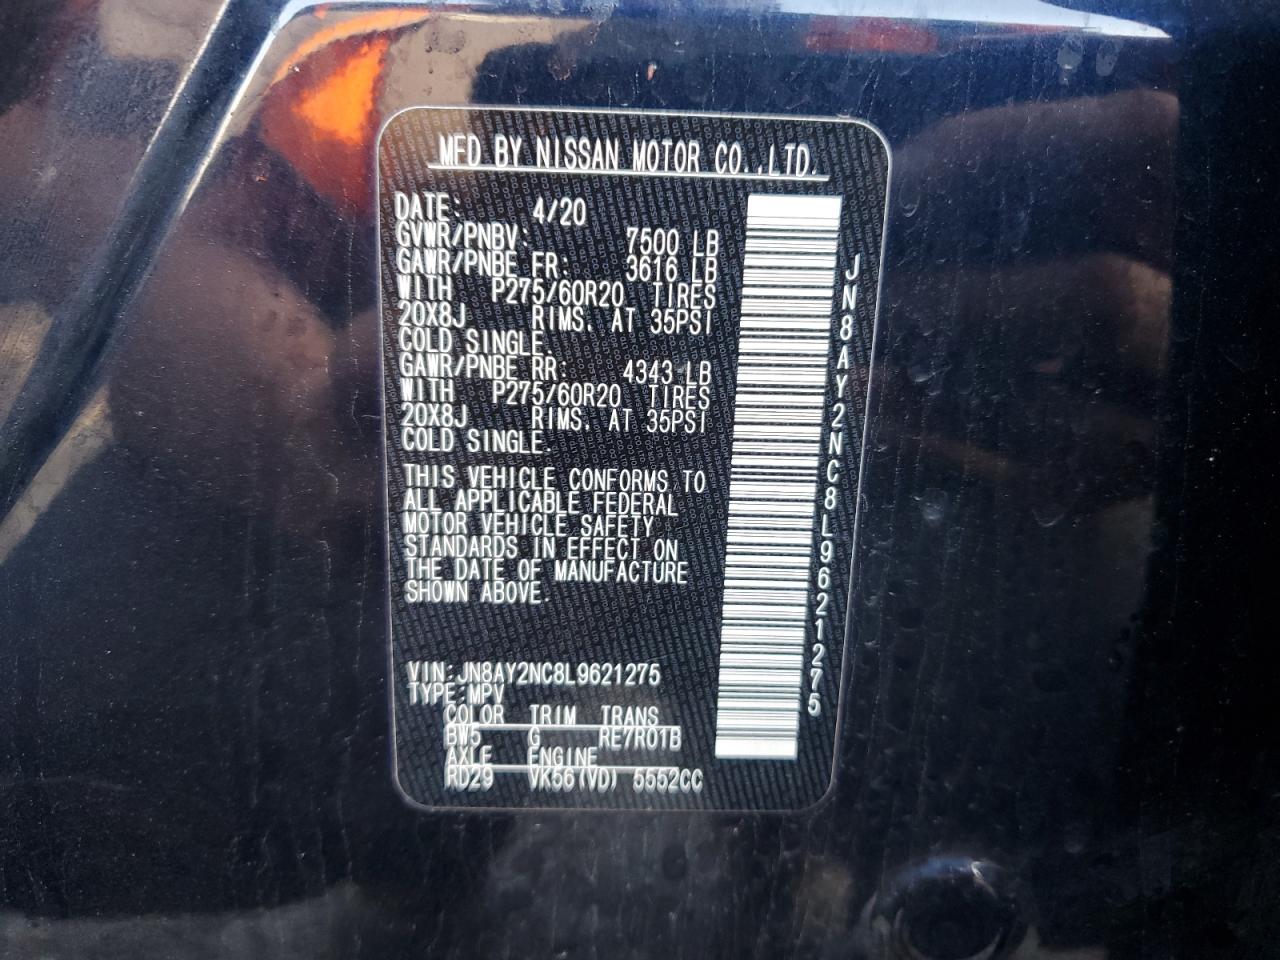 MFD BY NISSAN MOTOR CO.,LTD.
DATE: 4/20
GVWR/PNBV: 7500 LB
GAWR/PNBE FR: 3616 LB
WITH P275/60R20 TIRES
20X8J RIMS. AT 35PSI
COLD SINGLE.
GAWR/PNBE RR: 4343 LB
WITH P275/60R20 TIRES
20X8J RIMS. AT 35PSI
COLD SINGLE.
THIS VEHICLE CONFORMS TO
ALL APPLICABLE FEDERAL
MOTOR VEHICLE SAFETY
STANDARDS IN EFFECT ON
THE DATE OF MANUFACTURE
SHOWN ABOVE.
VIN:JN8AY2NC8L9621275
TYPE:MPV
COLOR TRIM TRANS
BW5 G RE7R01B
AXLE ENGINE
RD29 VK56(VD) 5552CC
JN8AY2NC8L9621275